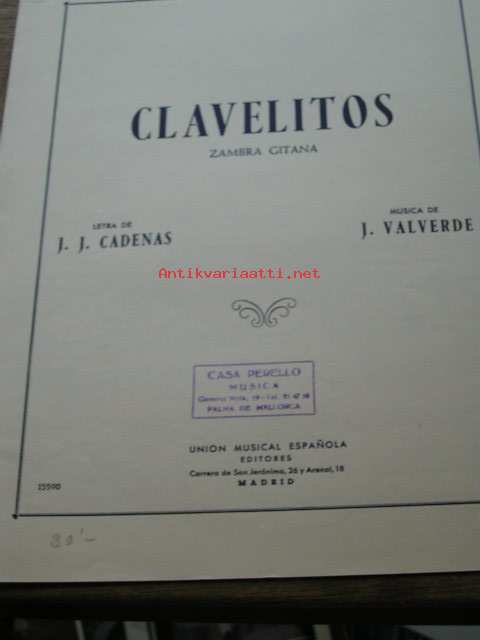 CLAVELITOS
ZAMBRA GITANA
LETRA DE
J. J. CADENAS
MUSICA DE
J. VALVERDE
Antikvariaatti.net
CASA PERELLO
MUSICA
PALMA DE MALLORCA
UNION MUSICAL ESPAÑOLA
EDITORES
Carrera de San Jerónimo, 26 y Arenal, 18
MADRID
15590